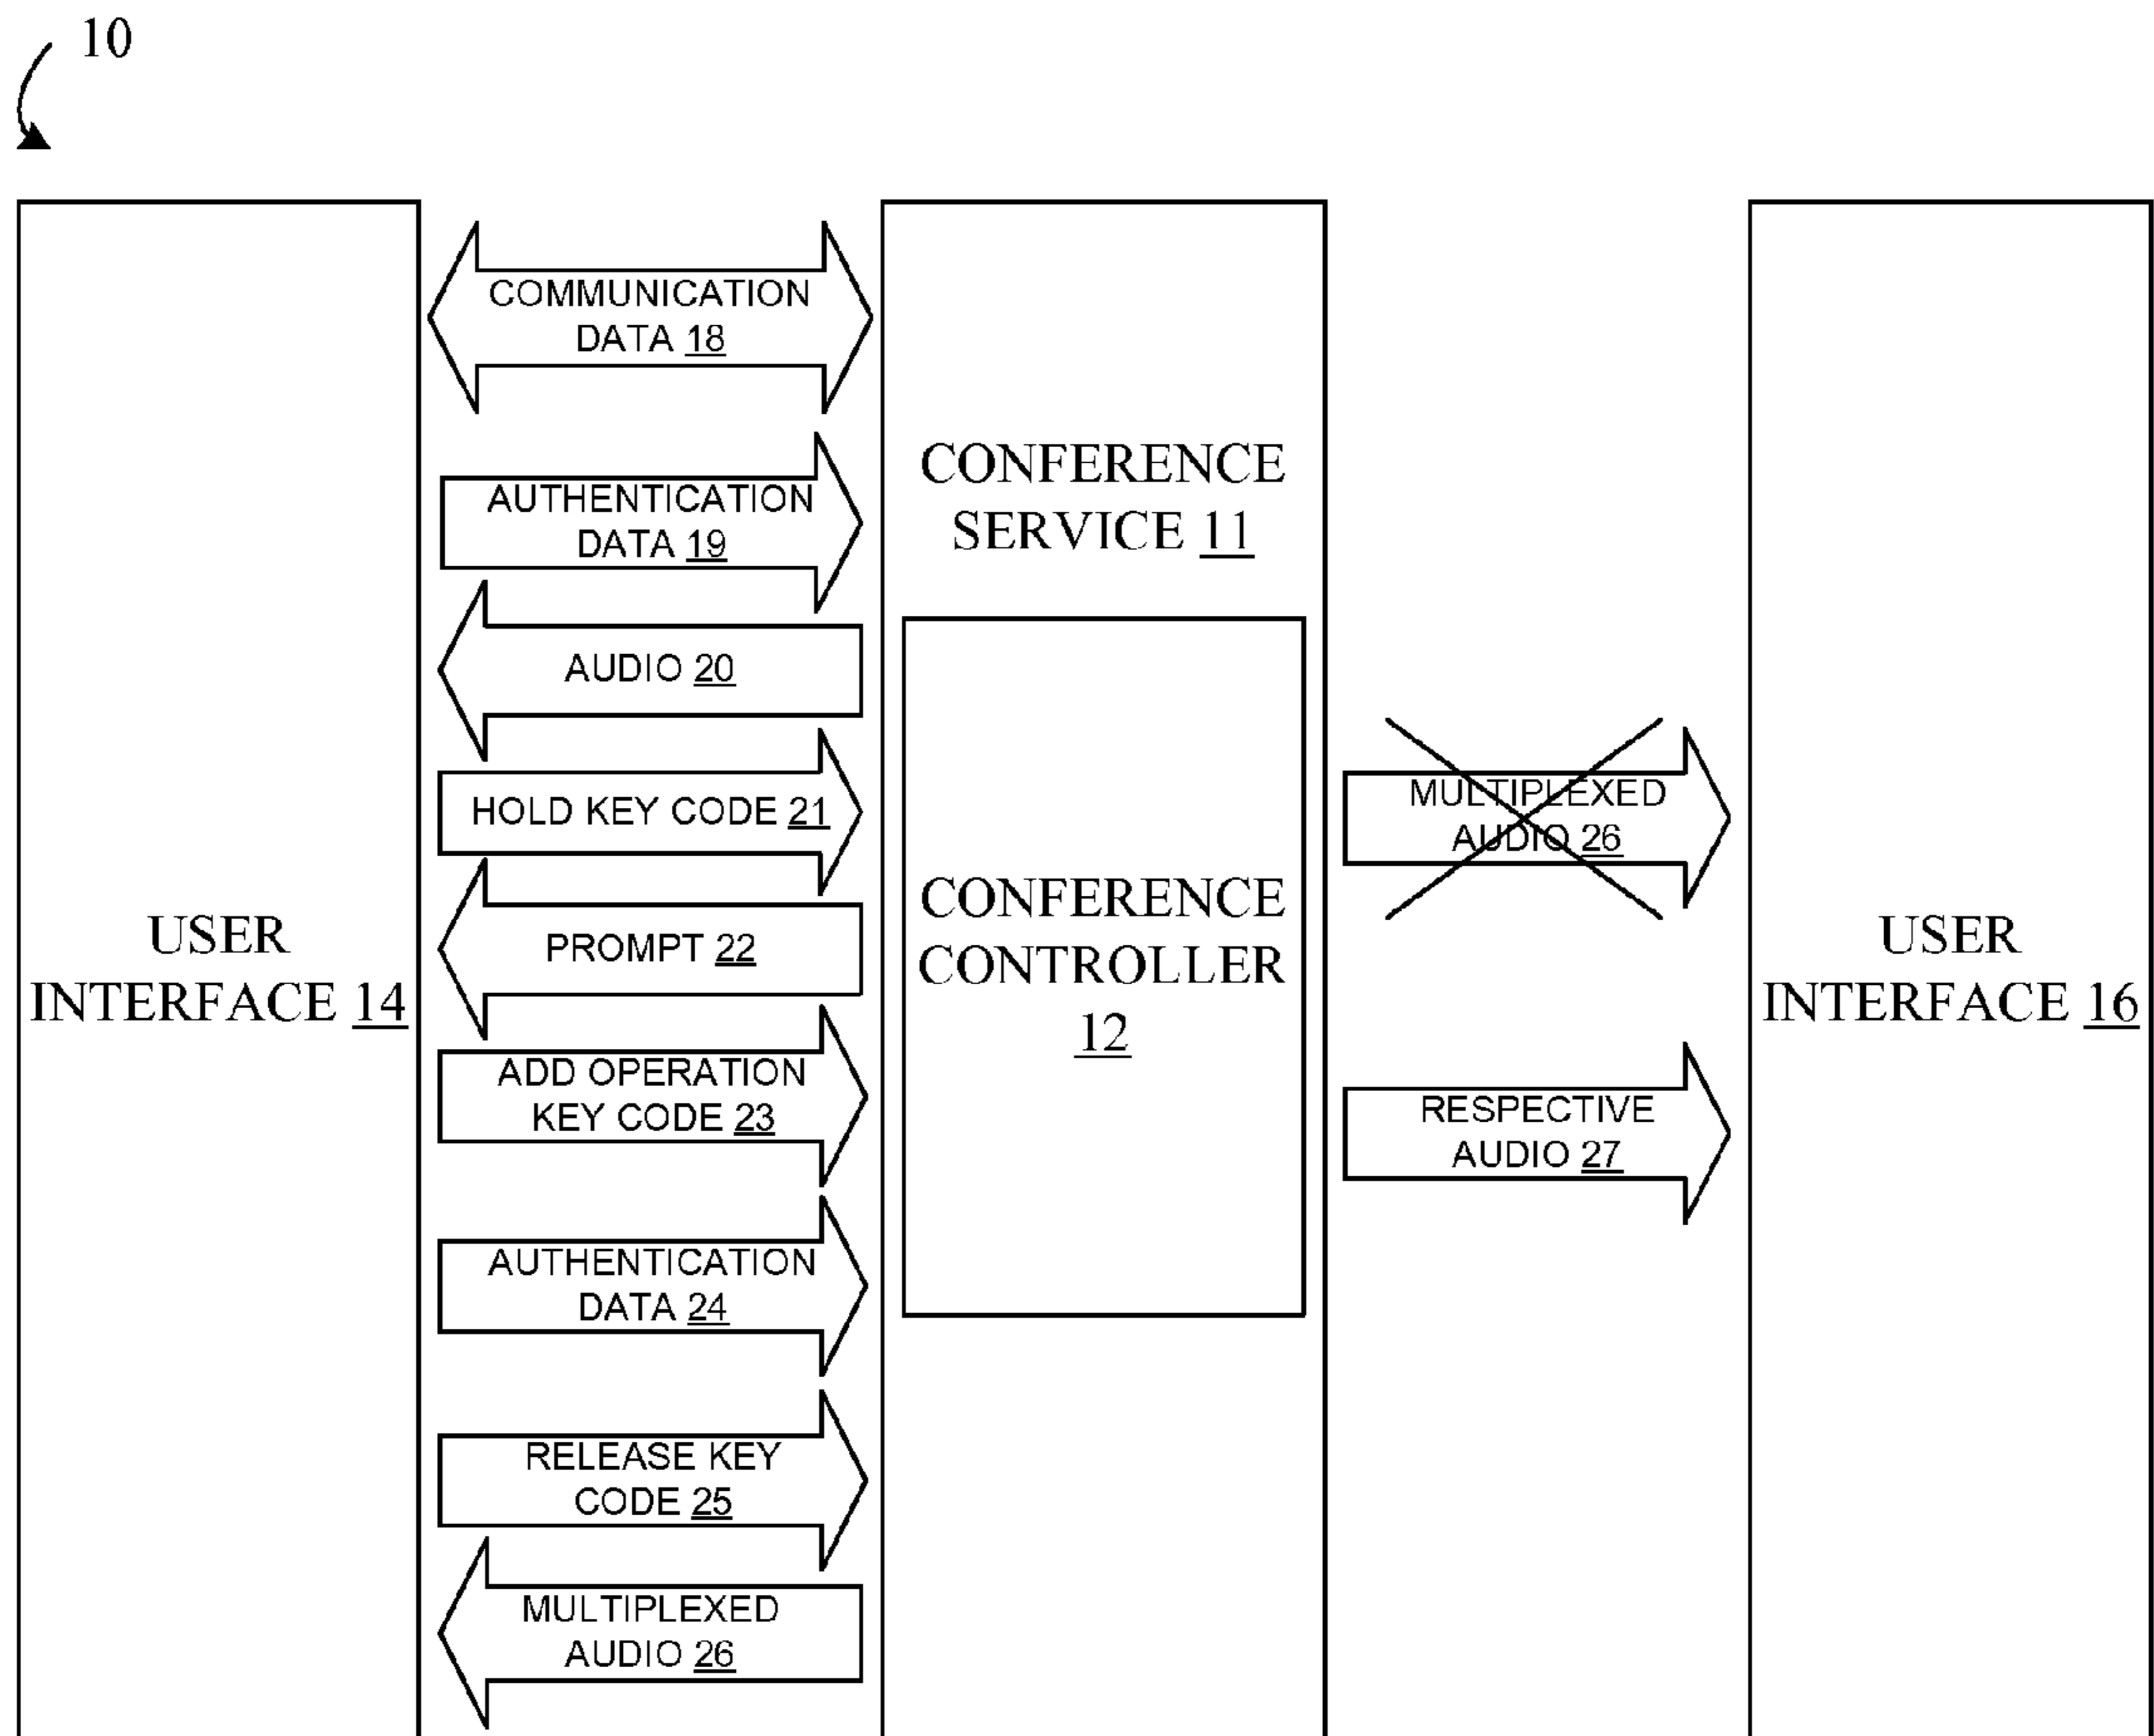 10
COMMUNICATION
DATA 18
AUTHENTICATION
DATA 19
AUDIO 20
HOLD KEY CODE 21
PROMPT 22
ADD OPERATION
KEY CODE 23
AUTHENTICATION
DATA 24
RELEASE KEY
CODE 25
MULTIPLEXED
AUDIO 26
USER
INTERFACE 14
CONFERENCE
SERVICE 11
CONFERENCE
CONTROLLER
12
MULTIPLEXED
AUDIO 26
RESPECTIVE
AUDIO 27
USER
INTERFACE 16